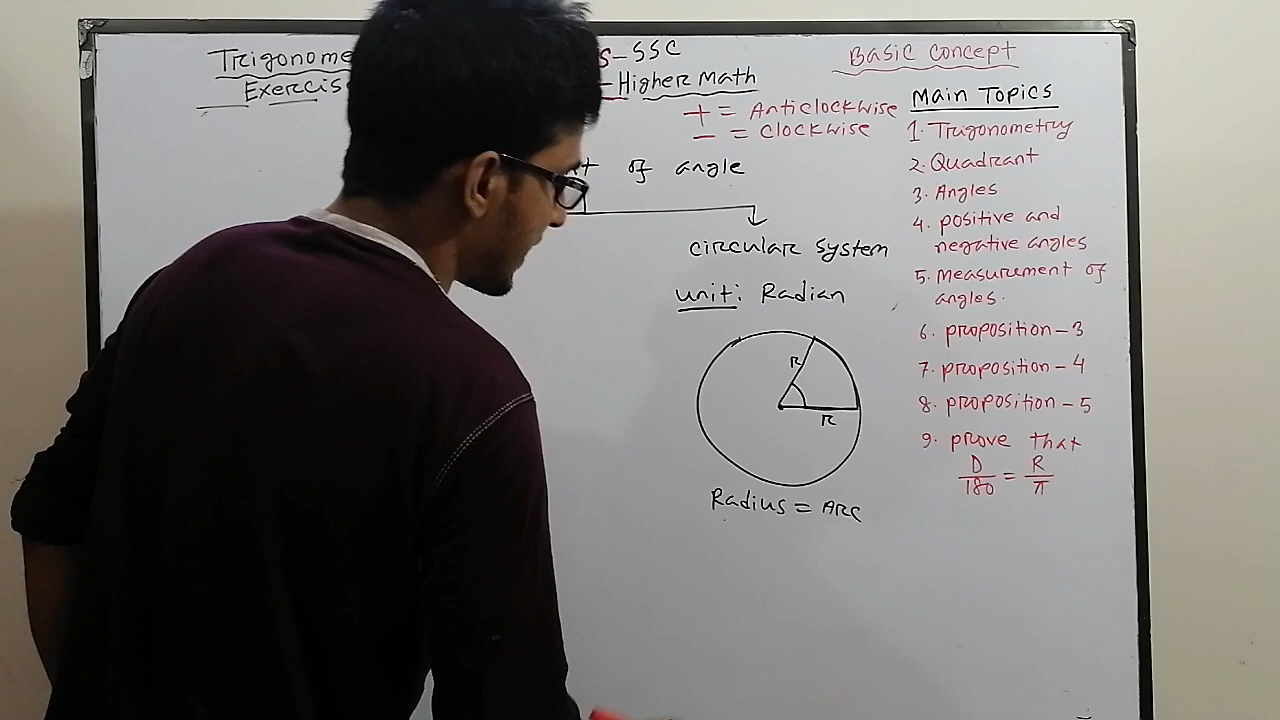 Trigonome
Exercis
S-SSC
- Higher Math
Basic Concept
+ = Anticlockwise
- = Clockwise
of angle
circular system
unit: Radian
R
R
Radius = Arc
Main Topics
1. Trigonometry
2. Quadrant
3. Angles
4. positive and
negative angles
5. Measurement of
angles.
6. proposition - 3
7. proposition - 4
8. proposition - 5
9. prove that
D/180 = R/π